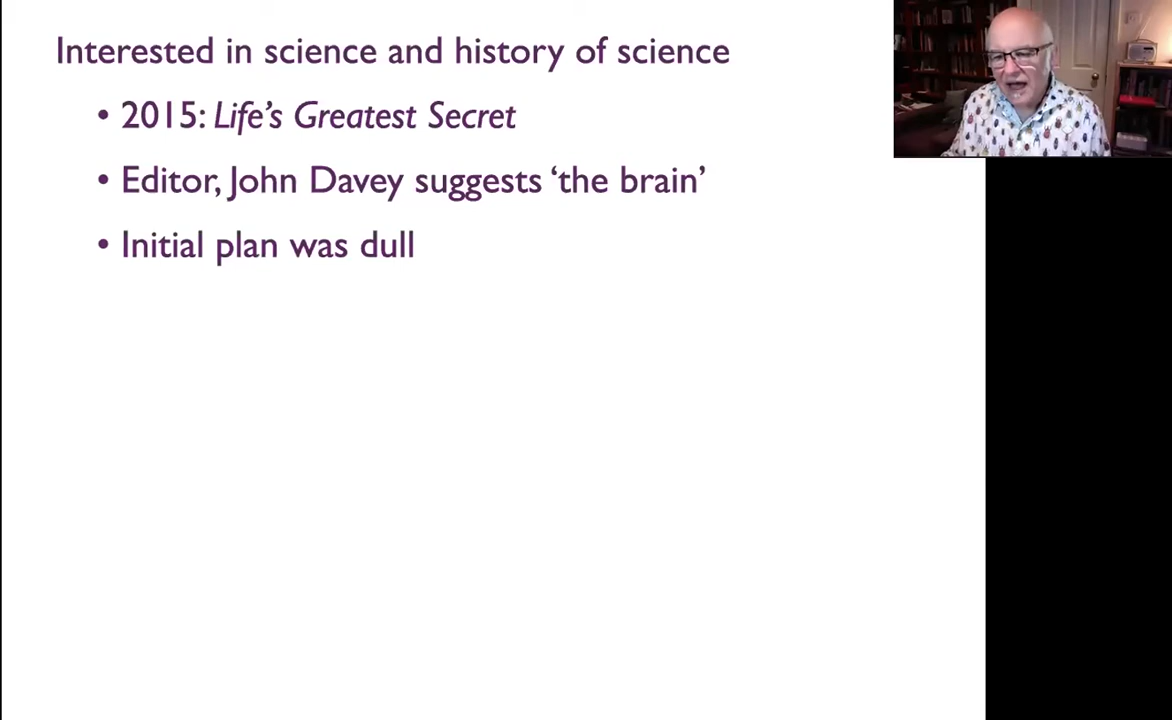 Interested in science and history of science
• 2015: Life’s Greatest Secret
• Editor, John Davey suggests ‘the brain’
• Initial plan was dull